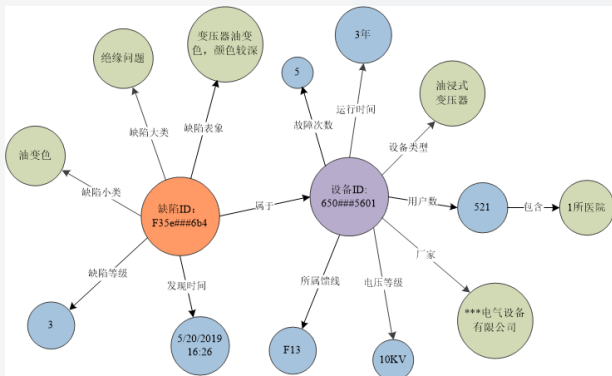 变压器油变
色，颜色较深
3年
绝缘问题
5
油浸式
变压器
运行时间
故障次数
缺陷大类
缺陷表象
设备类型
油变色
缺陷小类
设备ID:
650###5601
缺陷ID：
F35e###6b4
属于
用户数
521
包含
1所医院
厂家
缺陷等级
发现时间
所属馈线
电压等级
3
5/20/2019
16:26
F13
10KV
***电气设备
有限公司